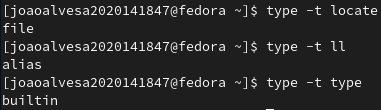 [joaoalvesa2020141847@fedora ~]$ type -t locate
file
[joaoalvesa2020141847@fedora ~]$ type -t ll
alias
[joaoalvesa2020141847@fedora ~]$ type -t type
builtin